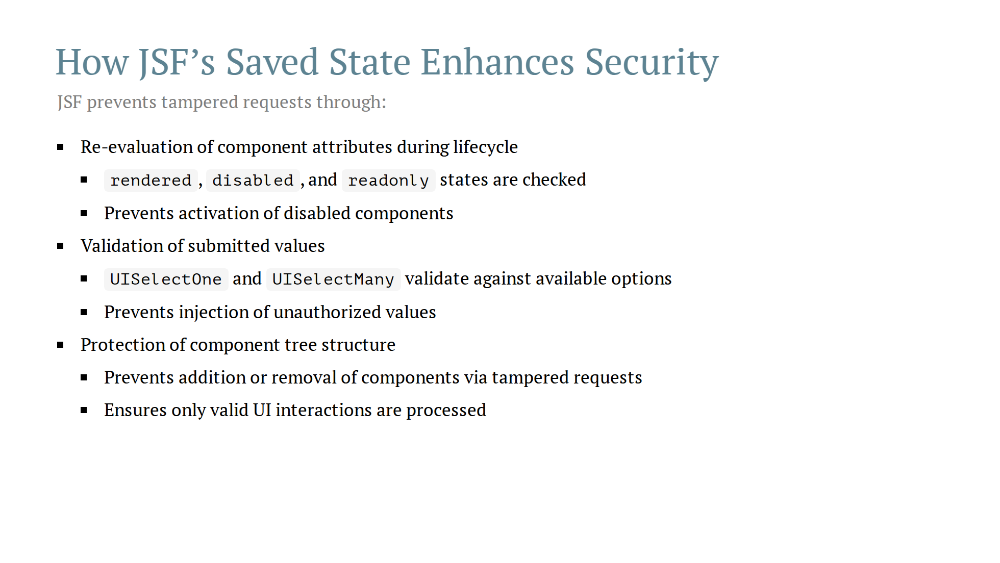 How JSF’s Saved State Enhances Security
JSF prevents tampered requests through:
Re-evaluation of component attributes during lifecycle
rendered, disabled, and readonly states are checked
Prevents activation of disabled components
Validation of submitted values
UISelectOne and UISelectMany validate against available options
Prevents injection of unauthorized values
Protection of component tree structure
Prevents addition or removal of components via tampered requests
Ensures only valid UI interactions are processed